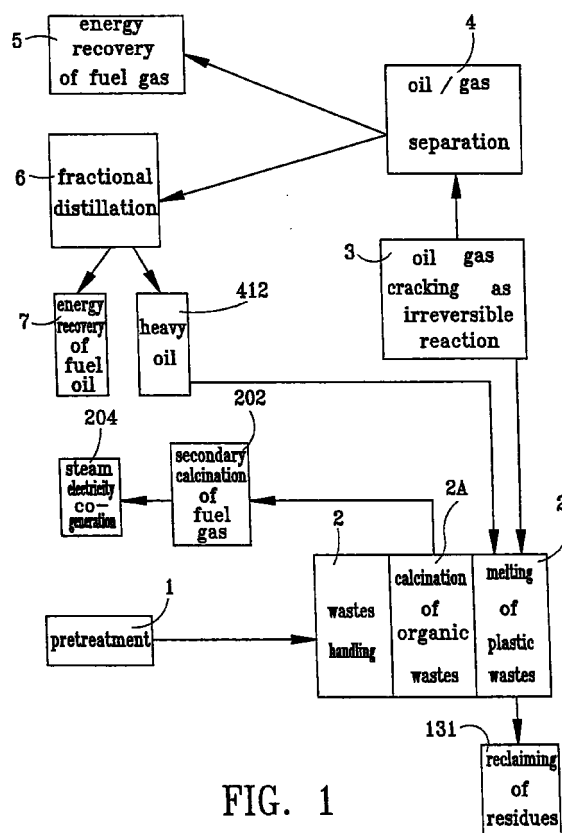 5
energy
recovery
of fuel gas
4
oil / gas
separation
6
fractional
distillation
3
oil gas
cracking as
irreversible
reaction
7
energy
recovery
of
fuel
oil
412
heavy
oil
204
steam
electricity
co-
generation
202
secondary
calcination
of
fuel
gas
1
pretreatment
2
wastes
handling
2A
calcination
of
organic
wastes
2
melting
of
plastic
wastes
131
reclaiming
of
residues
FIG. 1